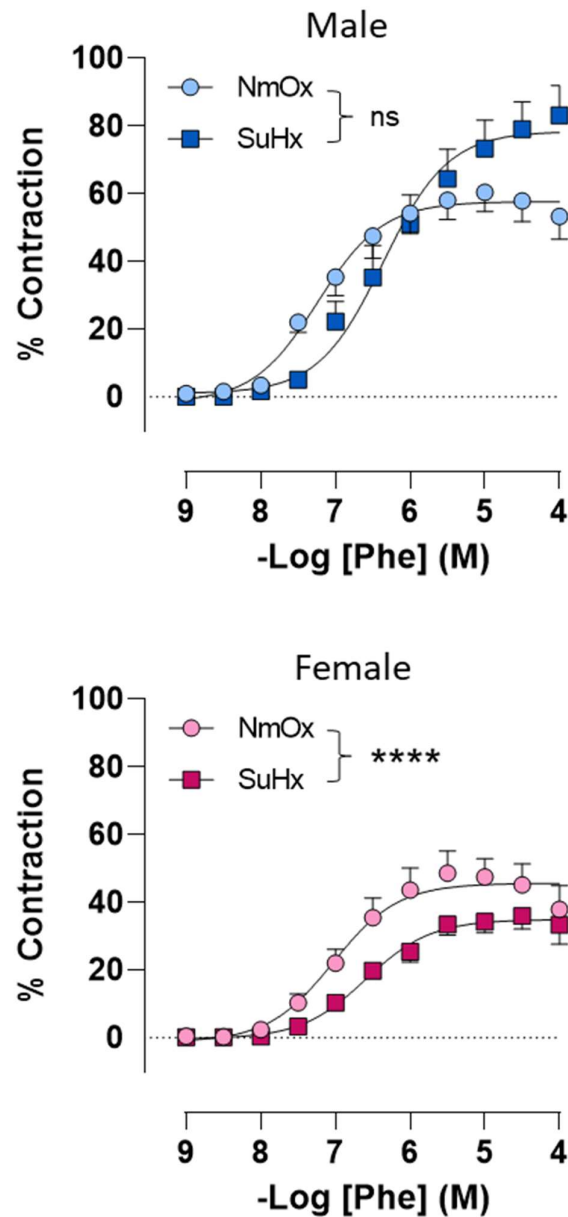 Male
100
80
60
40
20
0
% Contraction
NmOx
SuHx
ns
9 8 7 6 5 4
-Log [Phe] (M)
Female
100
80
60
40
20
0
% Contraction
NmOx
SuHx
****
9 8 7 6 5 4
-Log [Phe] (M)